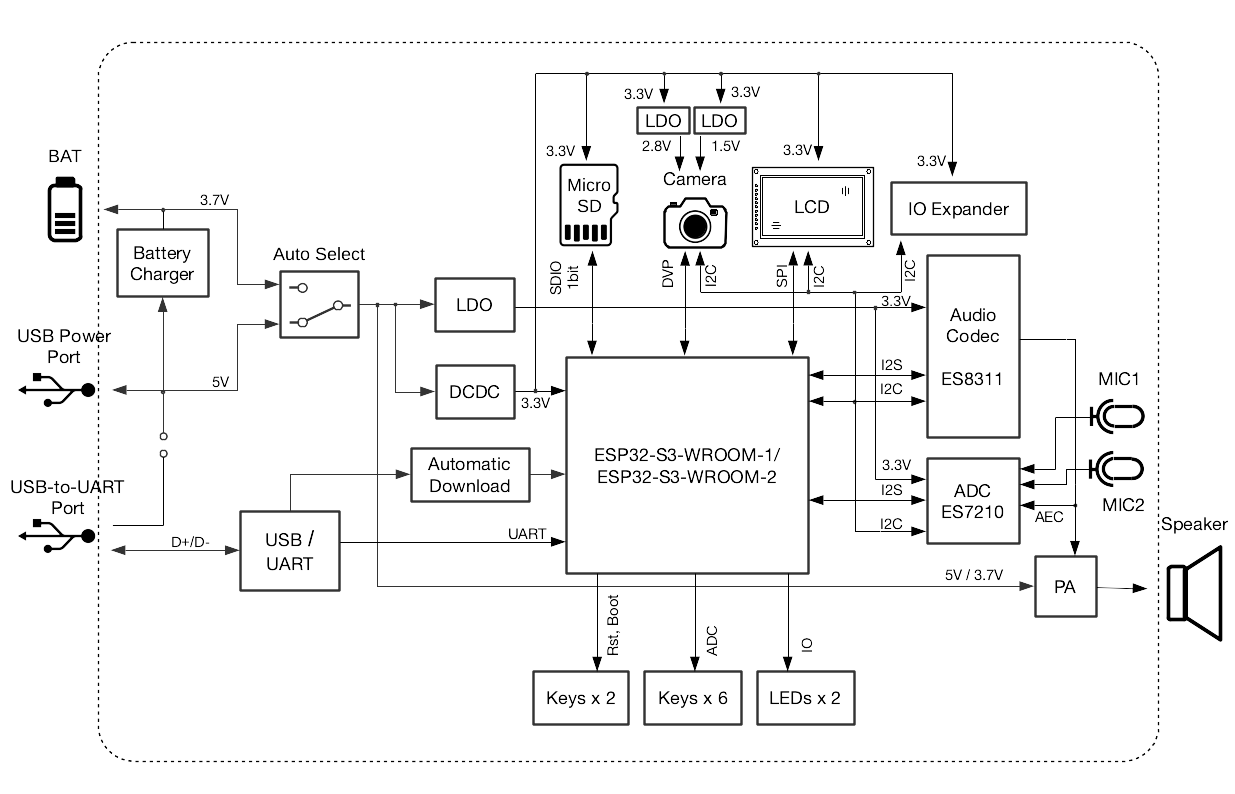 3.3V
3.3V
LDO
LDO
2.8V
1.5V
3.3V
3.3V
3.3V
BAT
Camera
Micro
SD
LCD
IO Expander
3.7V
Battery
Charger
Auto Select
SDIO
1bit
DVP
I2C
SPI
I2C
I2C
LDO
3.3V
Audio
Codec
ES8311
USB Power
Port
5V
DCDC
3.3V
I2S
I2C
MIC1
ESP32-S3-WROOM-1/
ESP32-S3-WROOM-2
Automatic
Download
3.3V
I2S
I2C
ADC
ES7210
MIC2
AEC
USB-to-UART
Port
D+/D-
USB /
UART
UART
Speaker
5V / 3.7V
PA
Rst, Boot
ADC
IO
Keys x 2
Keys x 6
LEDs x 2